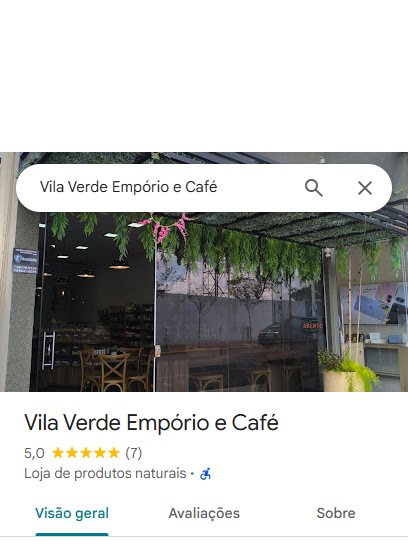 Vila Verde Empório e Café
ABERTO
Vila Verde Empório e Café
5,0 (7)
Loja de produtos naturais ·
Visão geral
Avaliações
Sobre